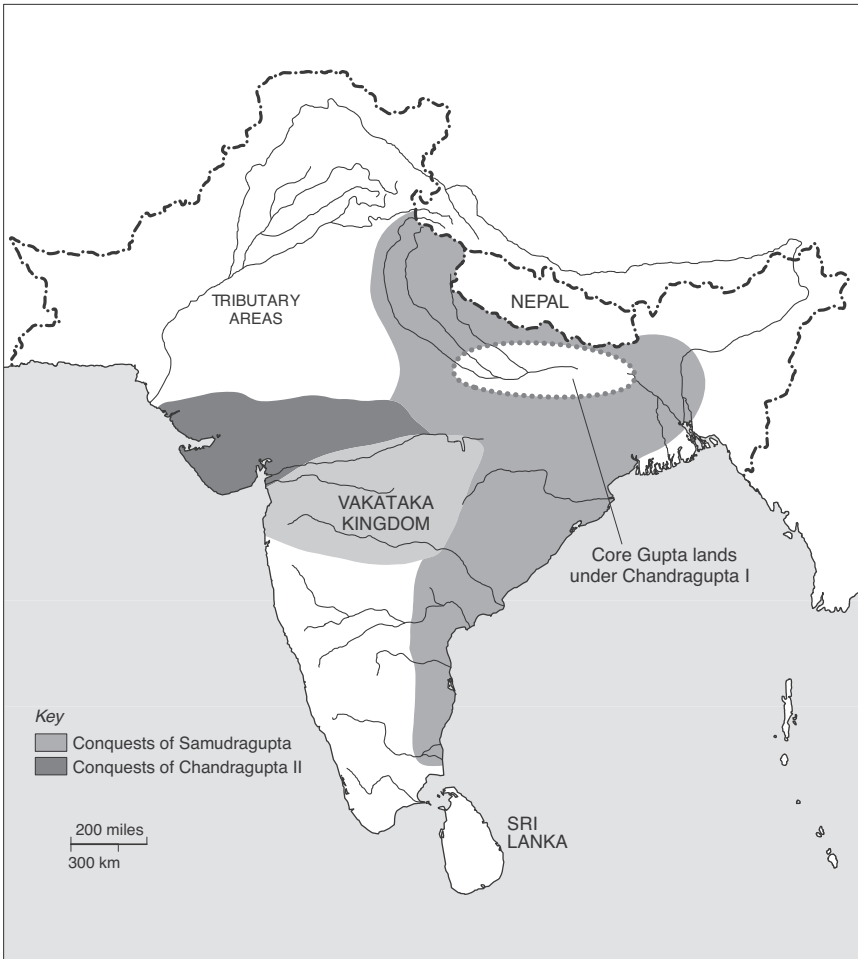 TRIBUTARY
AREAS
NEPAL
VAKATAKA
KINGDOM
Core Gupta lands
under Chandragupta I
Key
Conquests of Samudragupta
Conquests of Chandragupta II
200 miles
300 km
SRI
LANKA